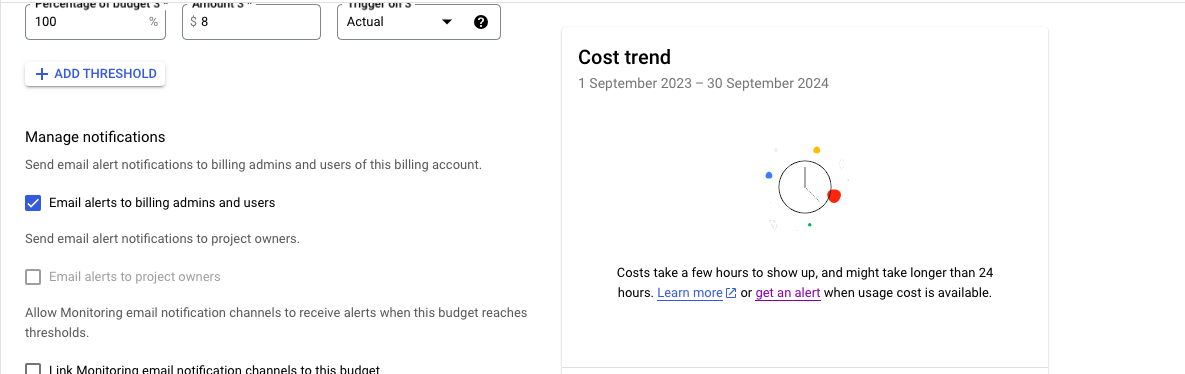 Percentage of budget 3 *
Amount 3 *
Trigger on 3
100 %
$ 8
Actual
ADD THRESHOLD
Manage notifications
Send email alert notifications to billing admins and users of this billing account.
Email alerts to billing admins and users
Send email alert notifications to project owners.
Email alerts to project owners
Allow Monitoring email notification channels to receive alerts when this budget reaches
thresholds.
Link Monitoring email notification channels to this budget
Cost trend
1 September 2023 – 30 September 2024
Costs take a few hours to show up, and might take longer than 24
hours. Learn more or get an alert when usage cost is available.